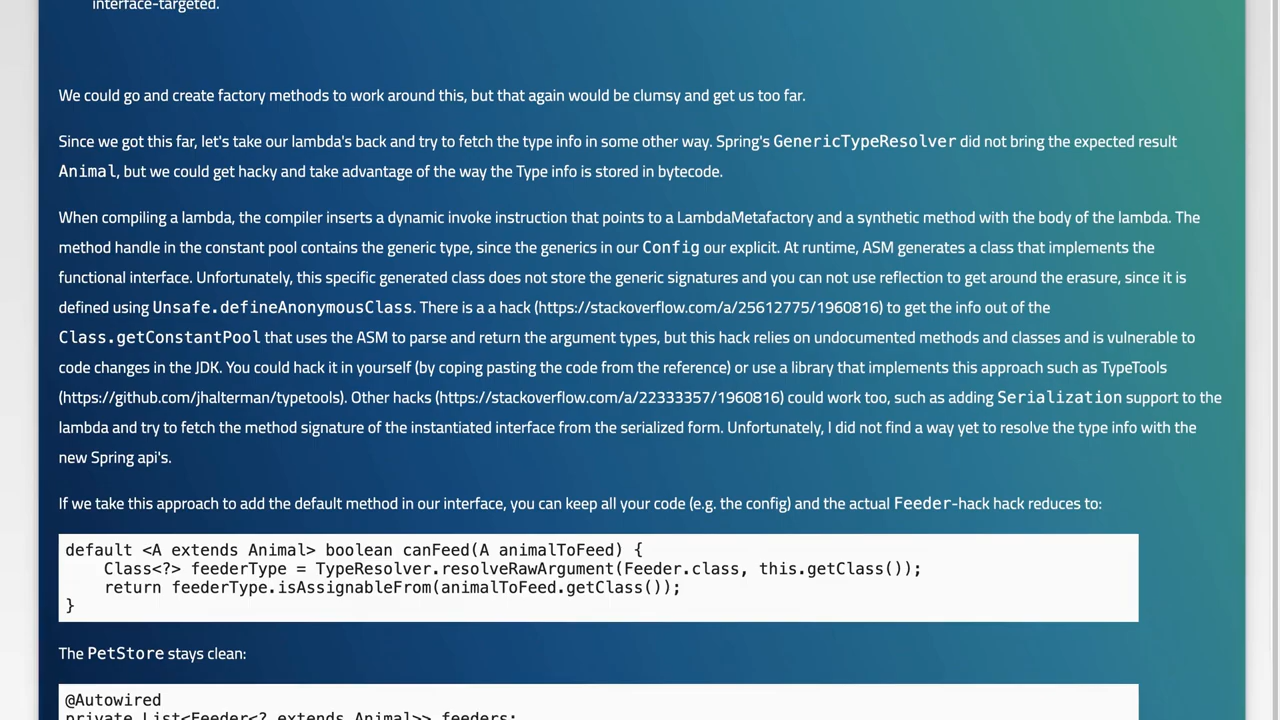 interface-targeted.
We could go and create factory methods to work around this, but that again would be clumsy and get us too far.
Since we got this far, let's take our lambda's back and try to fetch the type info in some other way. Spring's GenericTypeResolver did not bring the expected result
Animal, but we could get hacky and take advantage of the way the Type info is stored in bytecode.
When compiling a lambda, the compiler inserts a dynamic invoke instruction that points to a LambdaMetafactory and a synthetic method with the body of the lambda. The
method handle in the constant pool contains the generic type, since the generics in our Config our explicit. At runtime, ASM generates a class that implements the
functional interface. Unfortunately, this specific generated class does not store the generic signatures and you can not use reflection to get around the erasure, since it is
defined using Unsafe.defineAnonymousClass. There is a a hack (https://stackoverflow.com/a/25612775/1960816) to get the info out of the
Class.getConstantPool that uses the ASM to parse and return the argument types, but this hack relies on undocumented methods and classes and is vulnerable to
code changes in the JDK. You could hack it in yourself (by coping pasting the code from the reference) or use a library that implements this approach such as TypeTools
(https://github.com/jhalterman/typetools). Other hacks (https://stackoverflow.com/a/22333357/1960816) could work too, such as adding Serialization support to the
lambda and try to fetch the method signature of the instantiated interface from the serialized form. Unfortunately, I did not find a way yet to resolve the type info with the
new Spring api's.
If we take this approach to add the default method in our interface, you can keep all your code (e.g. the config) and the actual Feeder-hack hack reduces to:
default <A extends Animal> boolean canFeed(A animalToFeed) {
    Class<?> feederType = TypeResolver.resolveRawArgument(Feeder.class, this.getClass());
    return feederType.isAssignableFrom(animalToFeed.getClass());
}
The PetStore stays clean:
@Autowired
private List<Feeder<? extends Animal>> feeders;